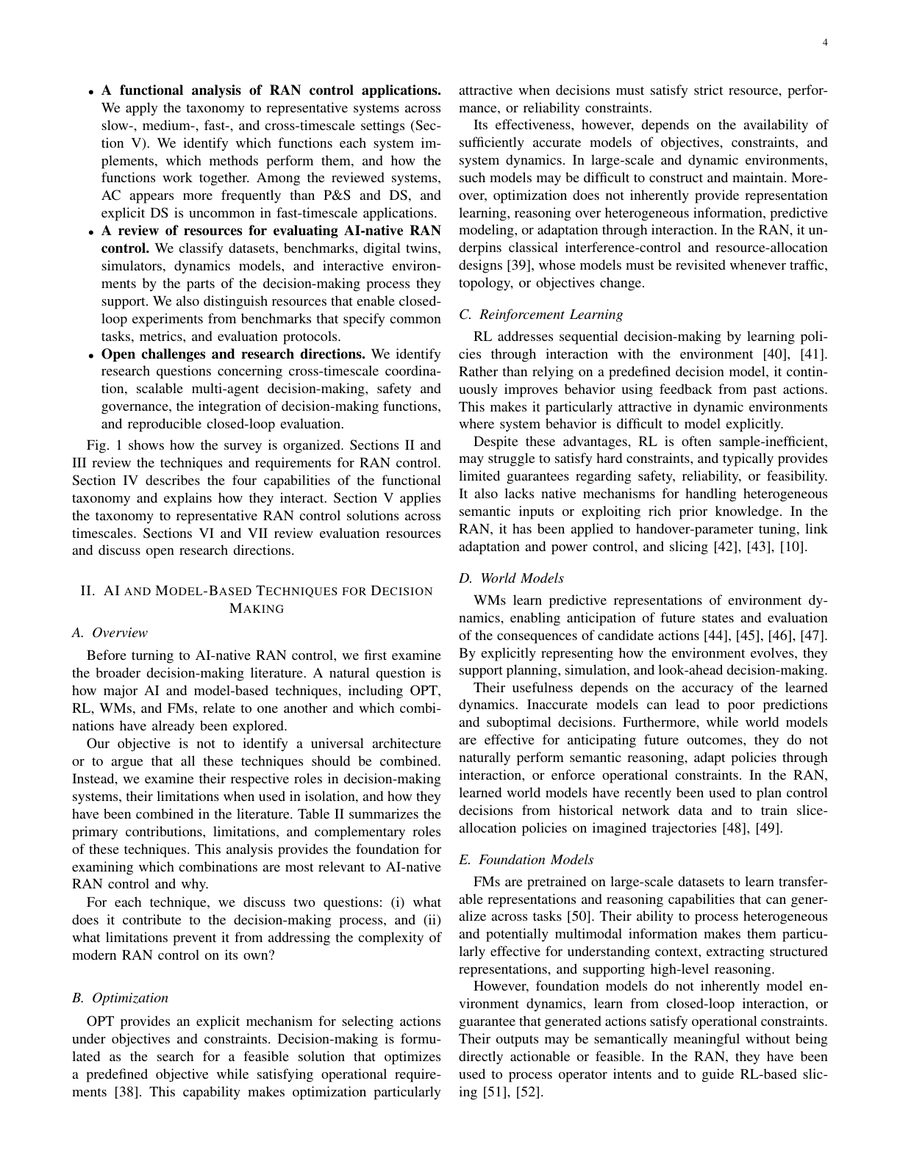 4
• A functional analysis of RAN control applications.
We apply the taxonomy to representative systems across
slow-, medium-, fast-, and cross-timescale settings (Sec-
tion V). We identify which functions each system im-
plements, which methods perform them, and how the
functions work together. Among the reviewed systems,
AC appears more frequently than P&S and DS, and
explicit DS is uncommon in fast-timescale applications.
• A review of resources for evaluating AI-native RAN
control. We classify datasets, benchmarks, digital twins,
simulators, dynamics models, and interactive environ-
ments by the parts of the decision-making process they
support. We also distinguish resources that enable closed-
loop experiments from benchmarks that specify common
tasks, metrics, and evaluation protocols.
• Open challenges and research directions. We identify
research questions concerning cross-timescale coordina-
tion, scalable multi-agent decision-making, safety and
governance, the integration of decision-making functions,
and reproducible closed-loop evaluation.
Fig. 1 shows how the survey is organized. Sections II and
III review the techniques and requirements for RAN control.
Section IV describes the four capabilities of the functional
taxonomy and explains how they interact. Section V applies
the taxonomy to representative RAN control solutions across
timescales. Sections VI and VII review evaluation resources
and discuss open research directions.
II. AI AND MODEL-BASED TECHNIQUES FOR DECISION
MAKING
A. Overview
Before turning to AI-native RAN control, we first examine
the broader decision-making literature. A natural question is
how major AI and model-based techniques, including OPT,
RL, WMs, and FMs, relate to one another and which combi-
nations have already been explored.
Our objective is not to identify a universal architecture
or to argue that all these techniques should be combined.
Instead, we examine their respective roles in decision-making
systems, their limitations when used in isolation, and how they
have been combined in the literature. Table II summarizes the
primary contributions, limitations, and complementary roles
of these techniques. This analysis provides the foundation for
examining which combinations are most relevant to AI-native
RAN control and why.
For each technique, we discuss two questions: (i) what
does it contribute to the decision-making process, and (ii)
what limitations prevent it from addressing the complexity of
modern RAN control on its own?
B. Optimization
OPT provides an explicit mechanism for selecting actions
under objectives and constraints. Decision-making is formu-
lated as the search for a feasible solution that optimizes
a predefined objective while satisfying operational require-
ments [38]. This capability makes optimization particularly
attractive when decisions must satisfy strict resource, perfor-
mance, or reliability constraints.
Its effectiveness, however, depends on the availability of
sufficiently accurate models of objectives, constraints, and
system dynamics. In large-scale and dynamic environments,
such models may be difficult to construct and maintain. More-
over, optimization does not inherently provide representation
learning, reasoning over heterogeneous information, predictive
modeling, or adaptation through interaction. In the RAN, it un-
derpins classical interference-control and resource-allocation
designs [39], whose models must be revisited whenever traffic,
topology, or objectives change.
C. Reinforcement Learning
RL addresses sequential decision-making by learning poli-
cies through interaction with the environment [40], [41].
Rather than relying on a predefined decision model, it contin-
uously improves behavior using feedback from past actions.
This makes it particularly attractive in dynamic environments
where system behavior is difficult to model explicitly.
Despite these advantages, RL is often sample-inefficient,
may struggle to satisfy hard constraints, and typically provides
limited guarantees regarding safety, reliability, or feasibility.
It also lacks native mechanisms for handling heterogeneous
semantic inputs or exploiting rich prior knowledge. In the
RAN, it has been applied to handover-parameter tuning, link
adaptation and power control, and slicing [42], [43], [10].
D. World Models
WMs learn predictive representations of environment dy-
namics, enabling anticipation of future states and evaluation
of the consequences of candidate actions [44], [45], [46], [47].
By explicitly representing how the environment evolves, they
support planning, simulation, and look-ahead decision-making.
Their usefulness depends on the accuracy of the learned
dynamics. Inaccurate models can lead to poor predictions
and suboptimal decisions. Furthermore, while world models
are effective for anticipating future outcomes, they do not
naturally perform semantic reasoning, adapt policies through
interaction, or enforce operational constraints. In the RAN,
learned world models have recently been used to plan control
decisions from historical network data and to train slice-
allocation policies on imagined trajectories [48], [49].
E. Foundation Models
FMs are pretrained on large-scale datasets to learn transfer-
able representations and reasoning capabilities that can gener-
alize across tasks [50]. Their ability to process heterogeneous
and potentially multimodal information makes them particu-
larly effective for understanding context, extracting structured
representations, and supporting high-level reasoning.
However, foundation models do not inherently model en-
vironment dynamics, learn from closed-loop interaction, or
guarantee that generated actions satisfy operational constraints.
Their outputs may be semantically meaningful without being
directly actionable or feasible. In the RAN, they have been
used to process operator intents and to guide RL-based slic-
ing [51], [52].